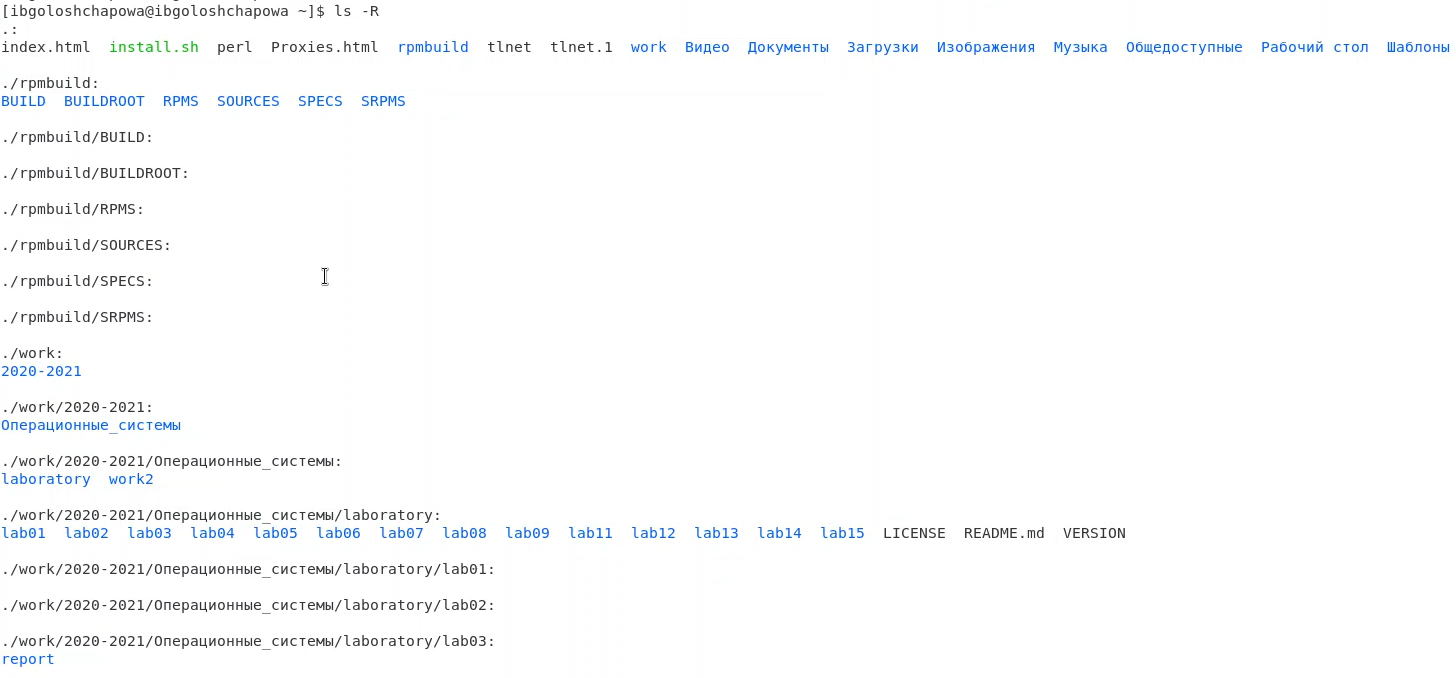 [ibgoloshchapowa@ibgoloshchapowa ~]$ ls -R
.:
index.html  install.sh  perl  Proxies.html  rpmbuild  tlnet  tlnet.1  work  Видео  Документы  Загрузки  Изображения  Музыка  Общедоступные  Рабочий стол  Шаблоны
./rpmbuild:
BUILD  BUILDROOT  RPMS  SOURCES  SPECS  SRPMS
./rpmbuild/BUILD:
./rpmbuild/BUILDROOT:
./rpmbuild/RPMS:
./rpmbuild/SOURCES:
./rpmbuild/SPECS:
./rpmbuild/SRPMS:
./work:
2020-2021
./work/2020-2021:
Операционные_системы
./work/2020-2021/Операционные_системы:
laboratory  work2
./work/2020-2021/Операционные_системы/laboratory:
lab01  lab02  lab03  lab04  lab05  lab06  lab07  lab08  lab09  lab11  lab12  lab13  lab14  lab15  LICENSE  README.md  VERSION
./work/2020-2021/Операционные_системы/laboratory/lab01:
./work/2020-2021/Операционные_системы/laboratory/lab02:
./work/2020-2021/Операционные_системы/laboratory/lab03:
report